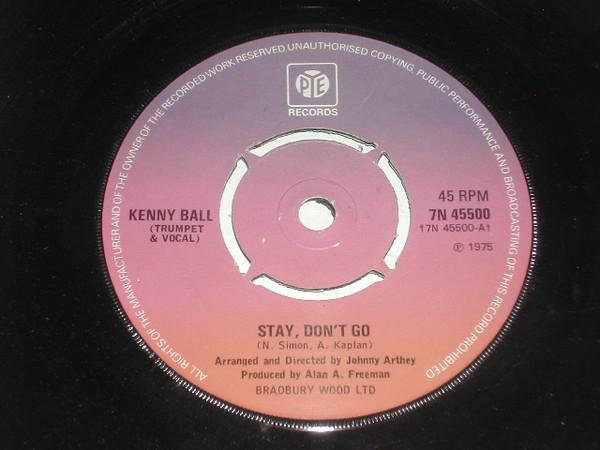 ALL RIGHTS OF THE MANUFACTURER AND OF THE OWNER OF THE RECORDED WORK RESERVED UNAUTHORISED COPYING, PUBLIC PERFORMANCE AND BROADCASTING OF THIS RECORD PROHIBITED
PYE
RECORDS
KENNY BALL
(TRUMPET
& VOCAL)
45 RPM
7N 45500
†7N 45500-A†
℗ 1975
STAY, DON'T GO
(N. Simon, A. Kaplan)
Arranged and Directed by Johnny Arthey
Produced by Alan A. Freeman
BRADBURY WOOD LTD